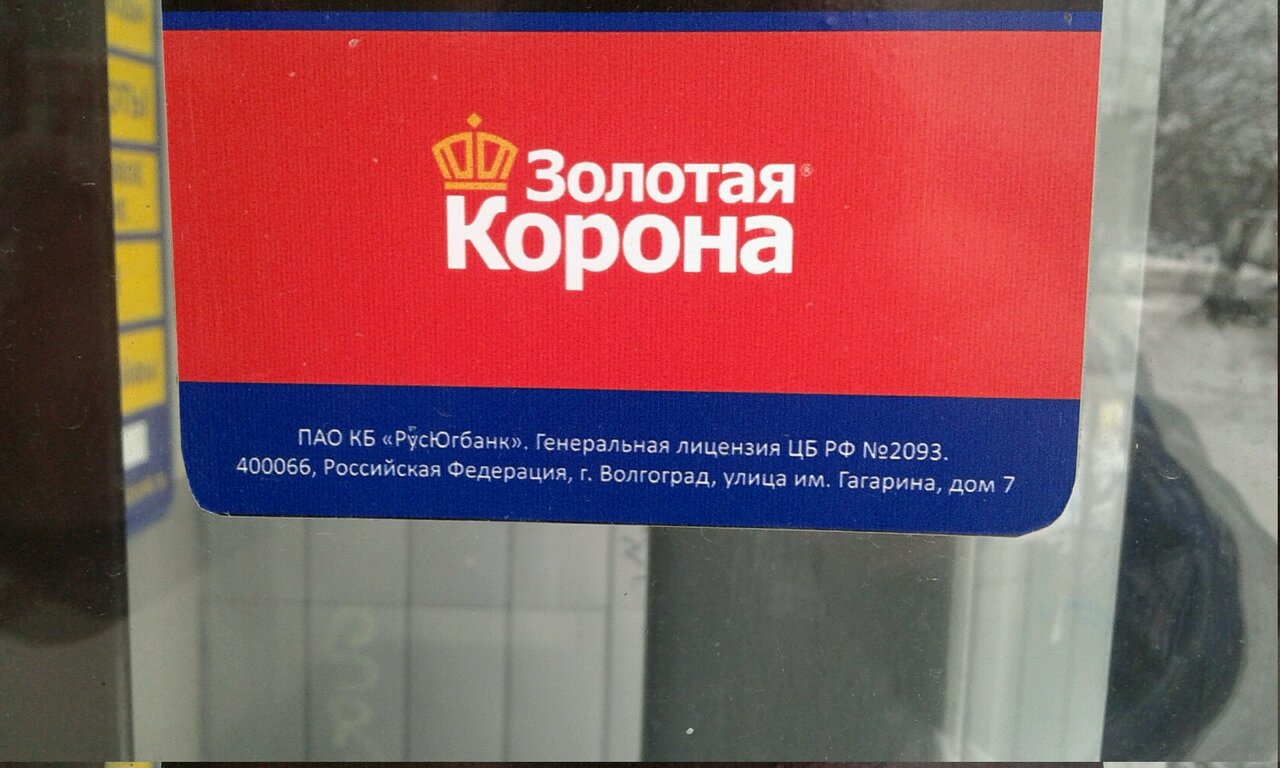 Золотая®
Корона
ПАО КБ «РусЮгбанк». Генеральная лицензия ЦБ РФ №2093.
400066, Российская Федерация, г. Волгоград, улица им. Гагарина, дом 7